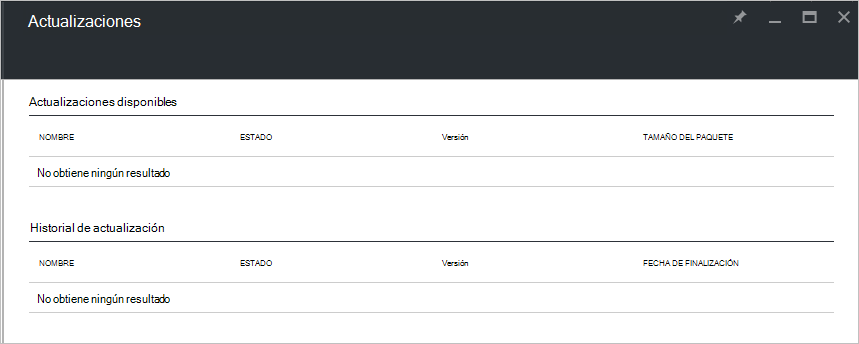 Actualizaciones
Actualizaciones disponibles
NOMBRE ESTADO Versión TAMAÑO DEL PAQUETE
No obtiene ningún resultado
Historial de actualización
NOMBRE ESTADO Versión FECHA DE FINALIZACIÓN
No obtiene ningún resultado